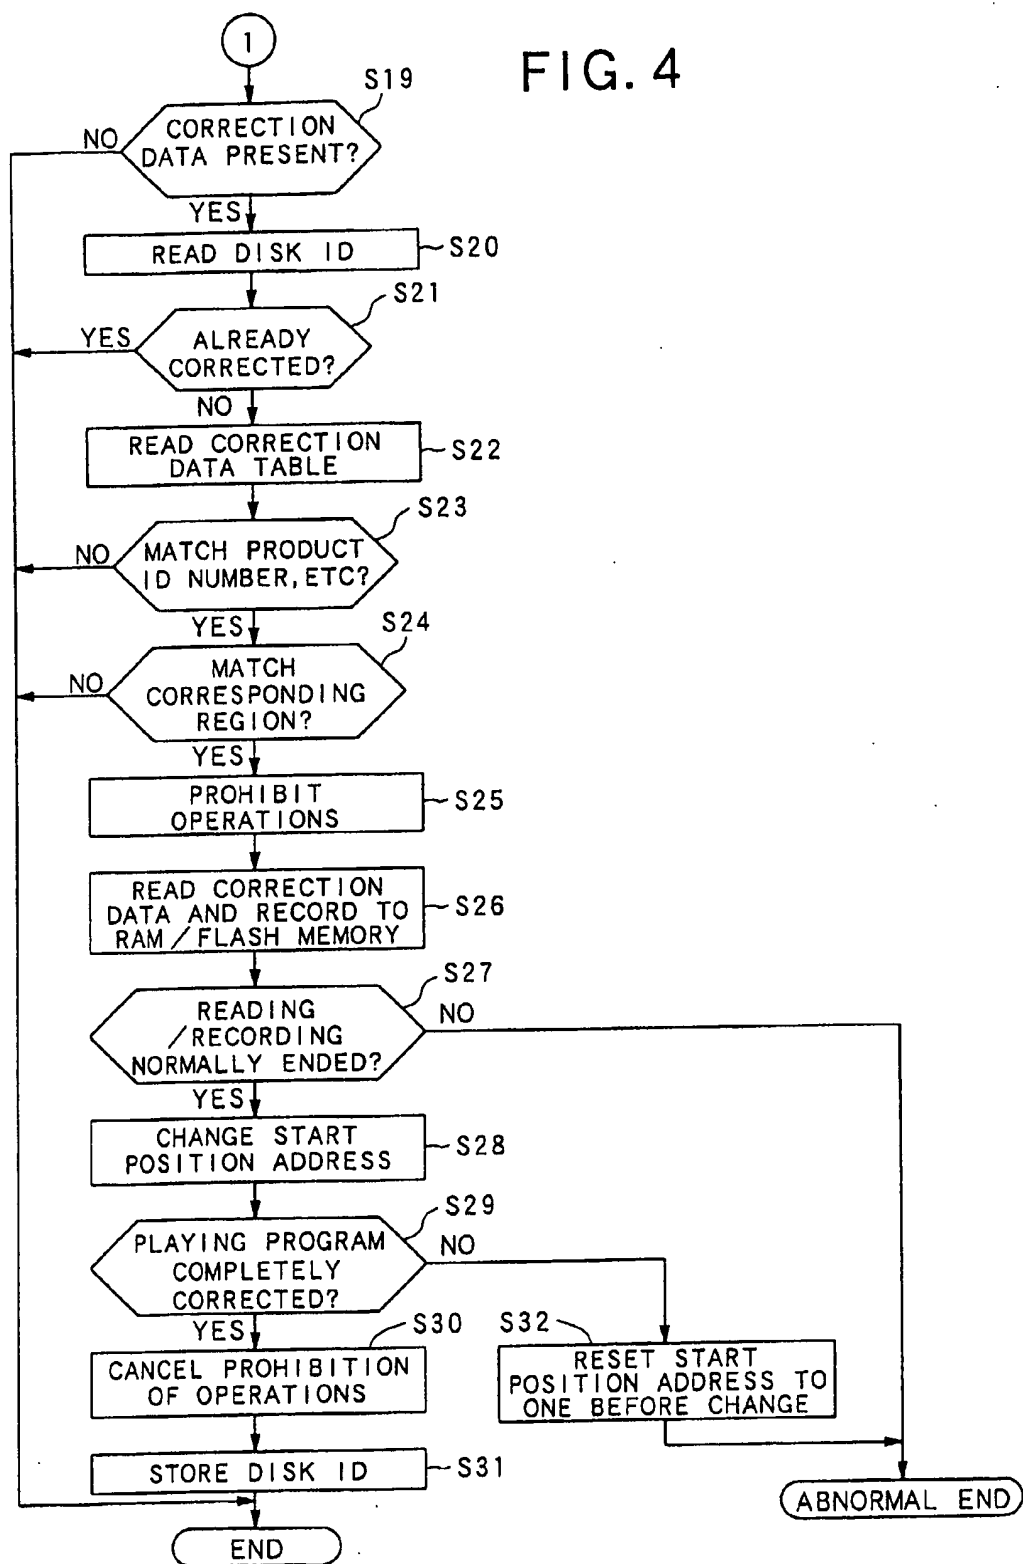 1
FIG. 4
S19
CORRECTION
DATA PRESENT?
NO
YES
READ DISK ID
S20
S21
ALREADY
CORRECTED?
YES
NO
READ CORRECTION
DATA TABLE
S22
S23
MATCH PRODUCT
ID NUMBER, ETC?
NO
YES
S24
MATCH
CORRESPONDING
REGION?
NO
YES
PROHIBIT
OPERATIONS
S25
READ CORRECTION
DATA AND RECORD TO
RAM/FLASH MEMORY
S26
S27
READING
/RECORDING
NORMALLY ENDED?
NO
YES
CHANGE START
POSITION ADDRESS
S28
S29
PLAYING PROGRAM
COMPLETELY
CORRECTED?
NO
YES
S30
CANCEL PROHIBITION
OF OPERATIONS
S32
RESET START
POSITION ADDRESS TO
ONE BEFORE CHANGE
STORE DISK ID
S31
ABNORMAL END
END